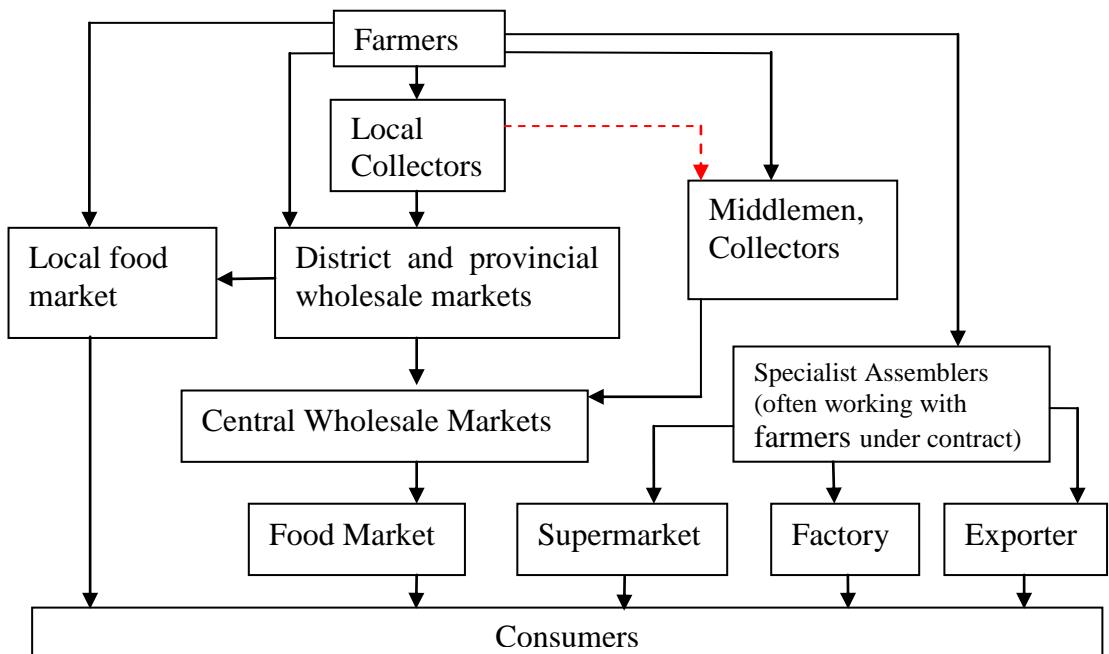 Farmers
Local
Collectors
Middlemen,
Collectors
Local food
market
District and provincial
wholesale markets
Specialist Assemblers
(often working with
farmers under contract)
Central Wholesale Markets
Food Market
Supermarket
Factory
Exporter
Consumers